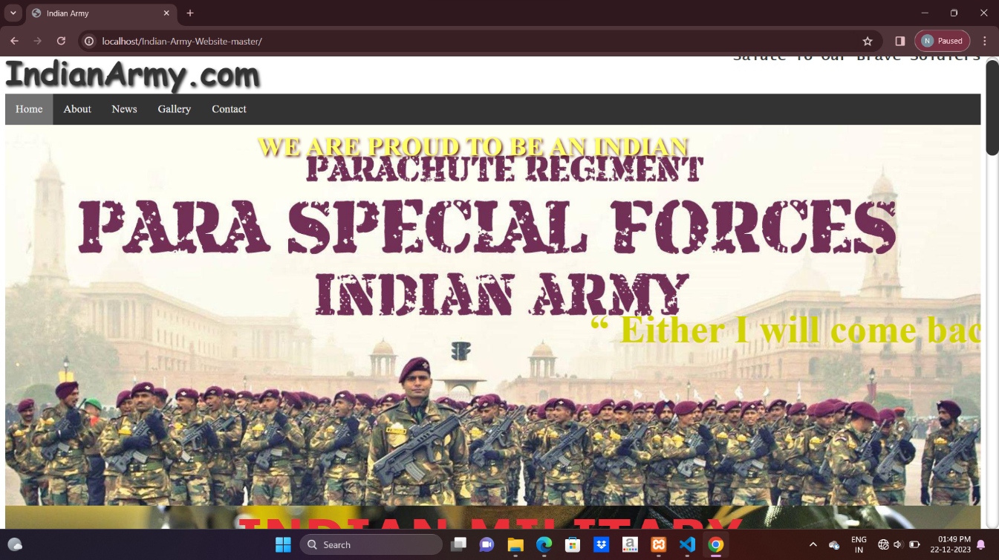 Indian Army
localhost/Indian-Army-Website-master/
N Paused
Salute To Our Brave Soldiers
IndianArmy.com
Home About News Gallery Contact
WE ARE PROUD TO BE AN INDIAN
PARACHUTE REGIMENT
PARA SPECIAL FORCES
INDIAN ARMY
“ Either I will come bac
INDIAN MILITARY
Search
ENG
IN
01:49 PM
22-12-2023